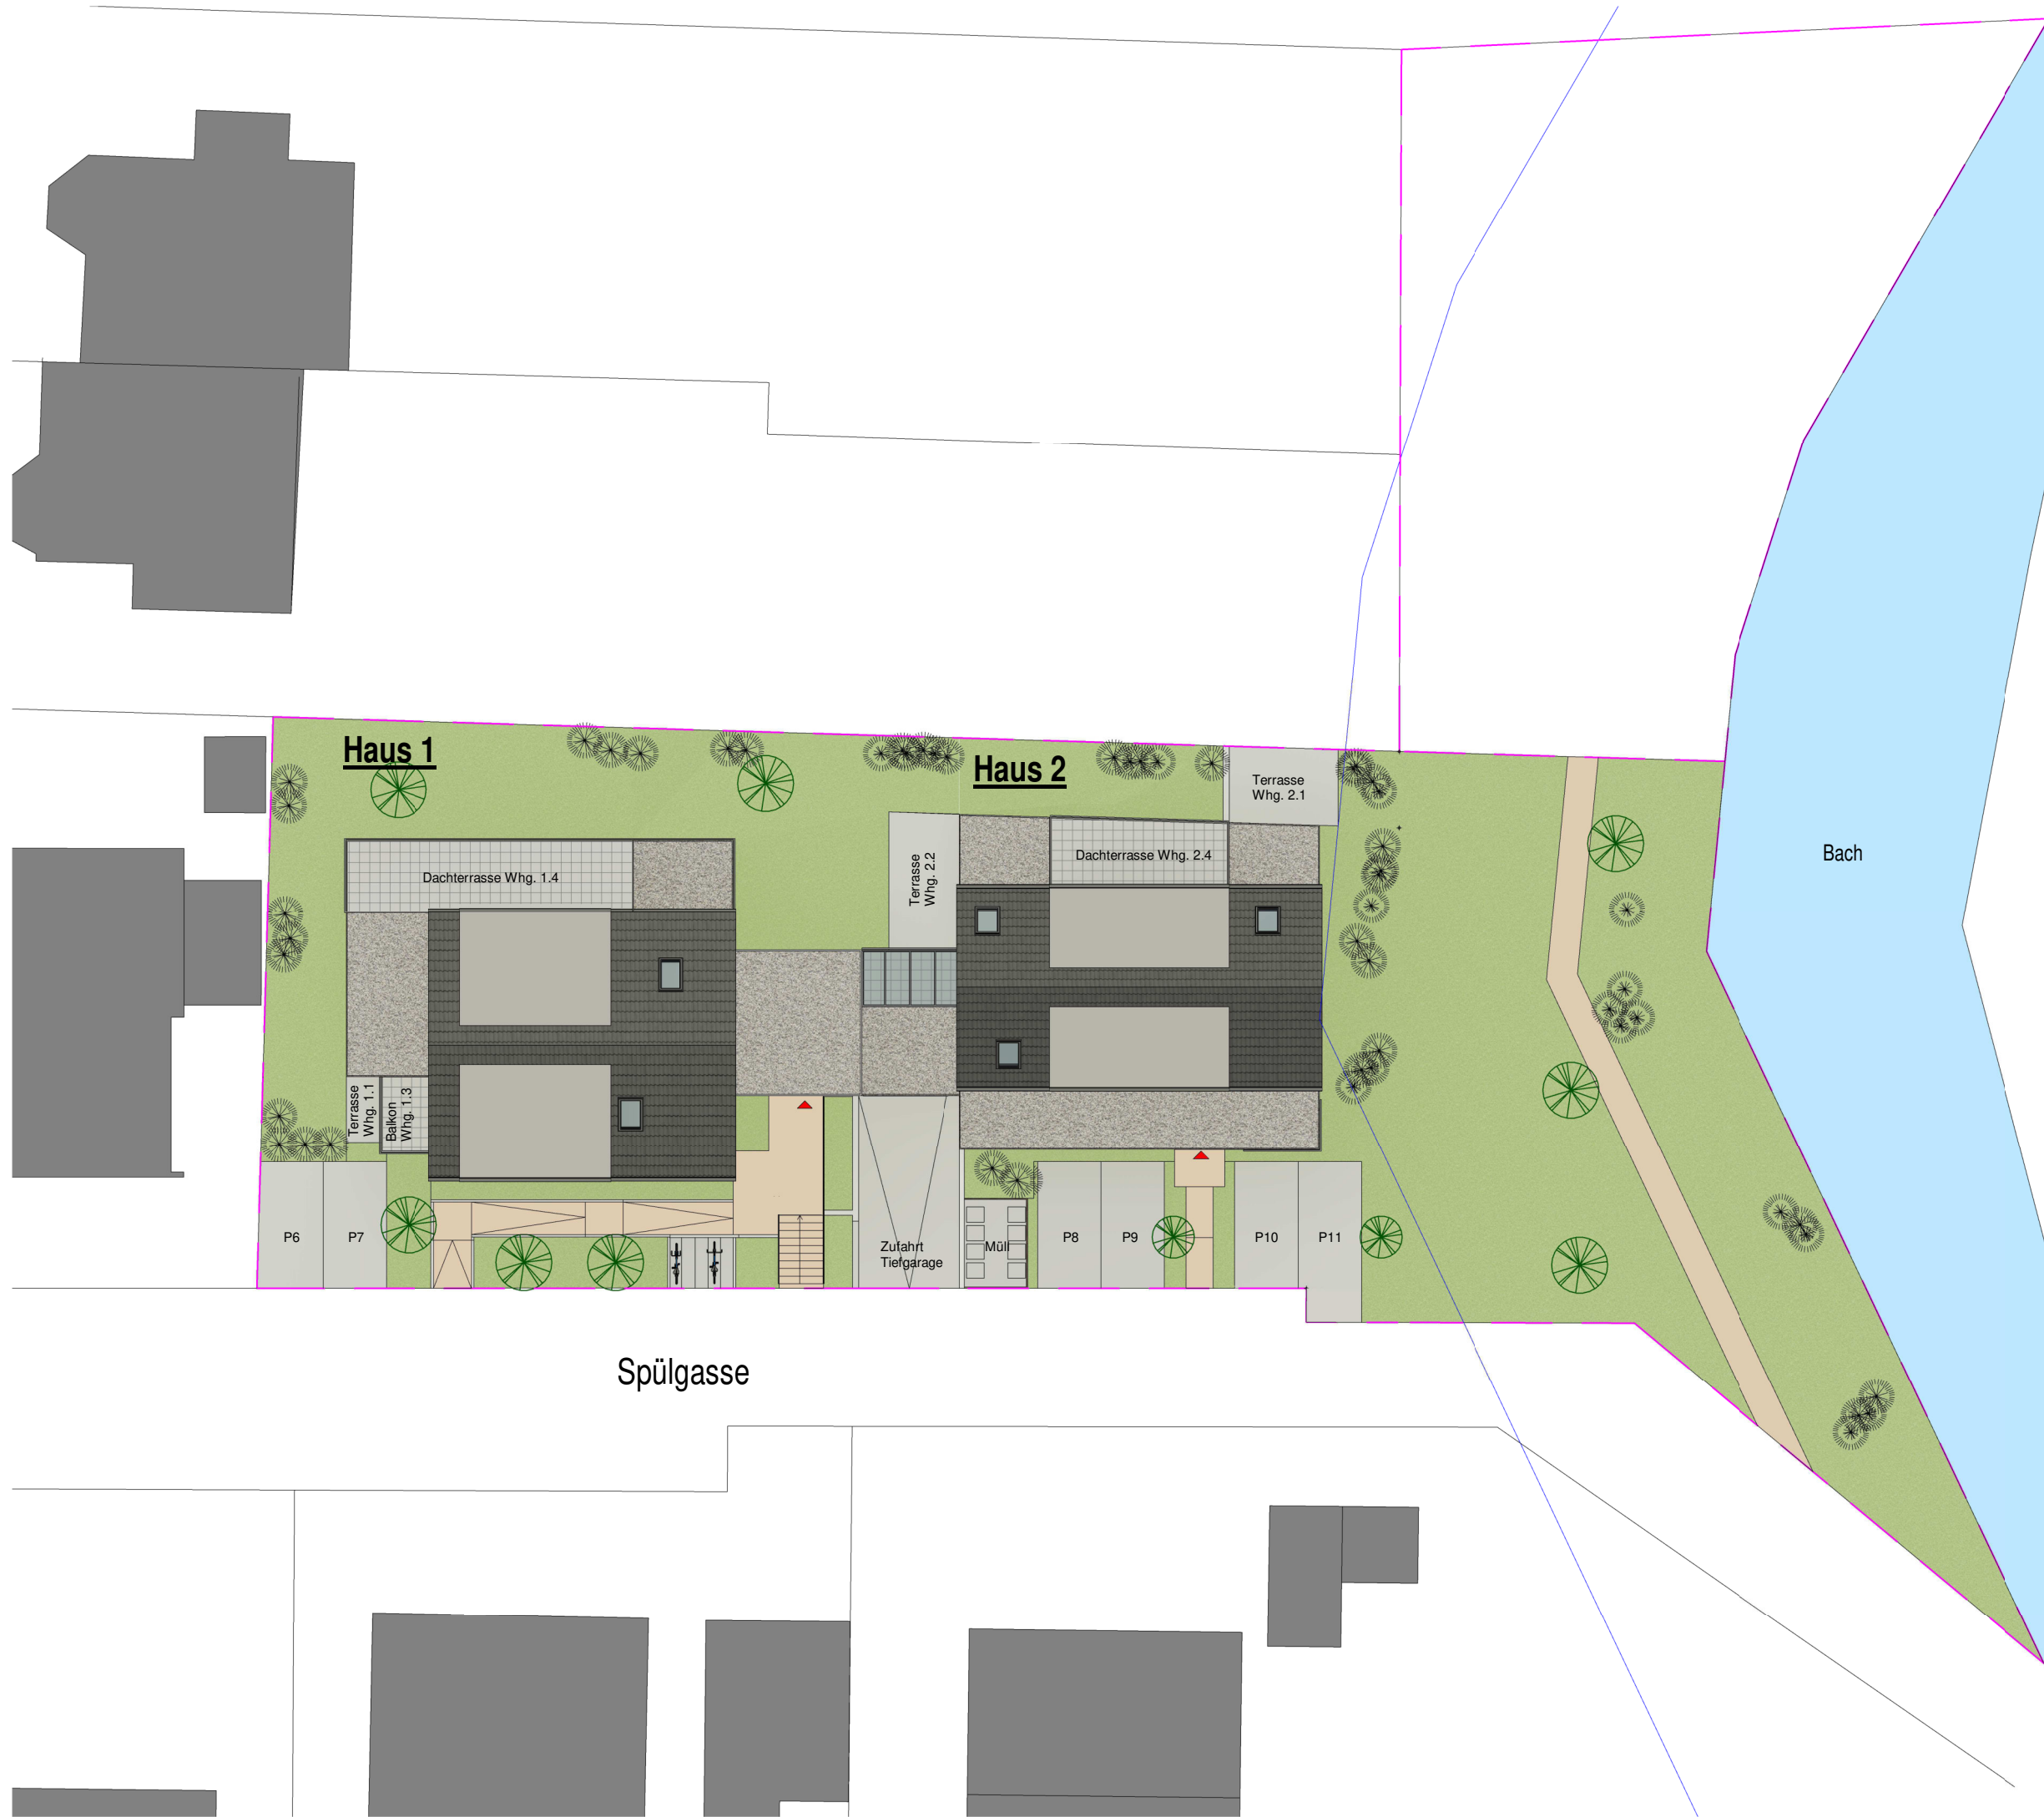 Haus 1
Haus 2
Terrasse
Whg. 2.1
Dachterrasse Whg. 2.4
Dachterrasse Whg. 1.4
Terrasse
Whg. 2.2
Bach
Terrasse
Whg. 1.1
Balkon
Whg. 1.3
P6
P7
Zufahrt
Tiefgarage
Müll
P8
P9
P10
P11
Spülgasse